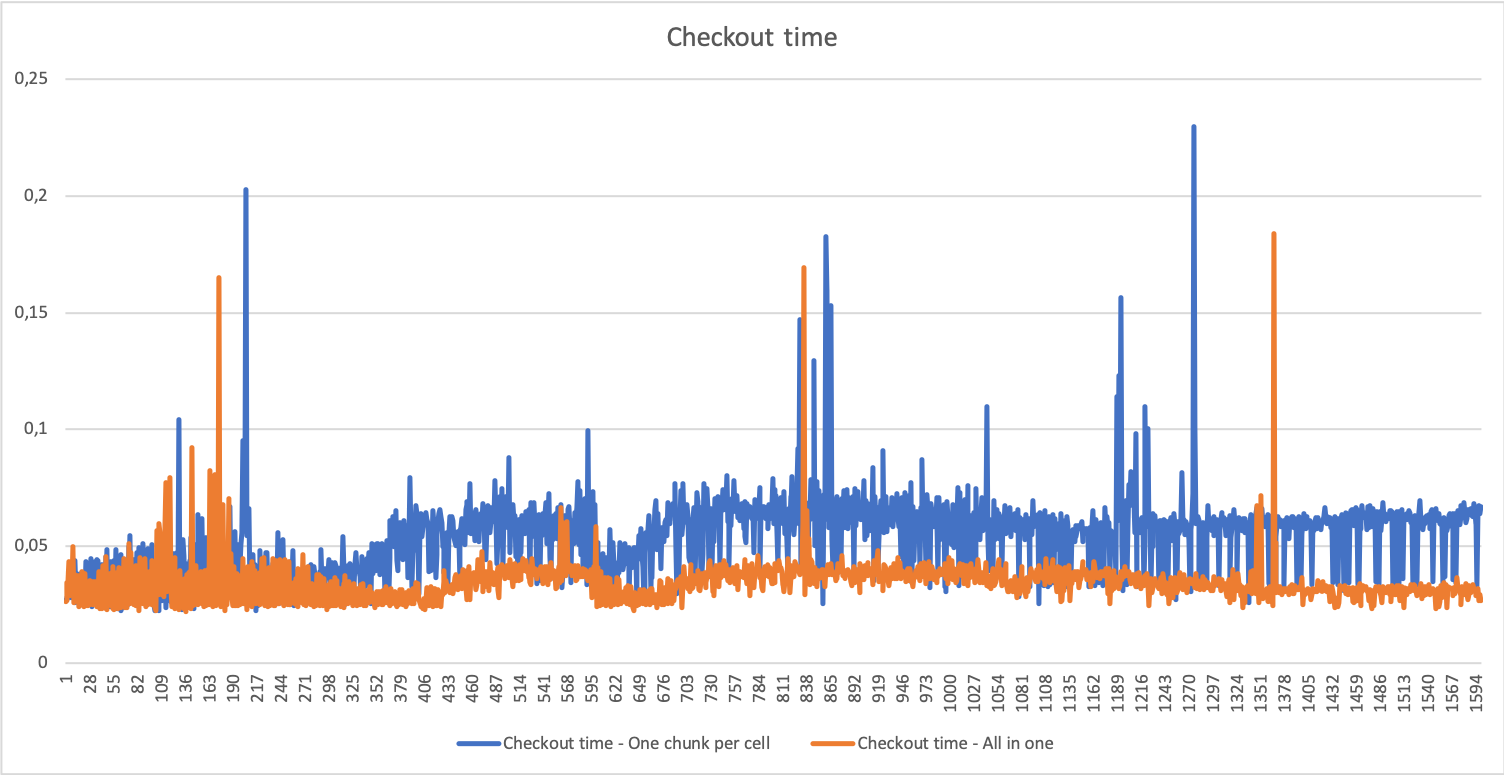 Checkout time
0,25
0,2
0,15
0,1
0,05
0
1 28 55 82 109 136 163 190 217 244 271 298 325 352 379 406 433 460 487 514 541 568 595 622 649 676 703 730 757 784 811 838 865 892 919 946 973 1000 1027 1054 1081 1108 1135 1162 1189 1216 1243 1270 1297 1324 1351 1378 1405 1432 1459 1486 1513 1540 1567 1594
Checkout time - One chunk per cell Checkout time - All in one